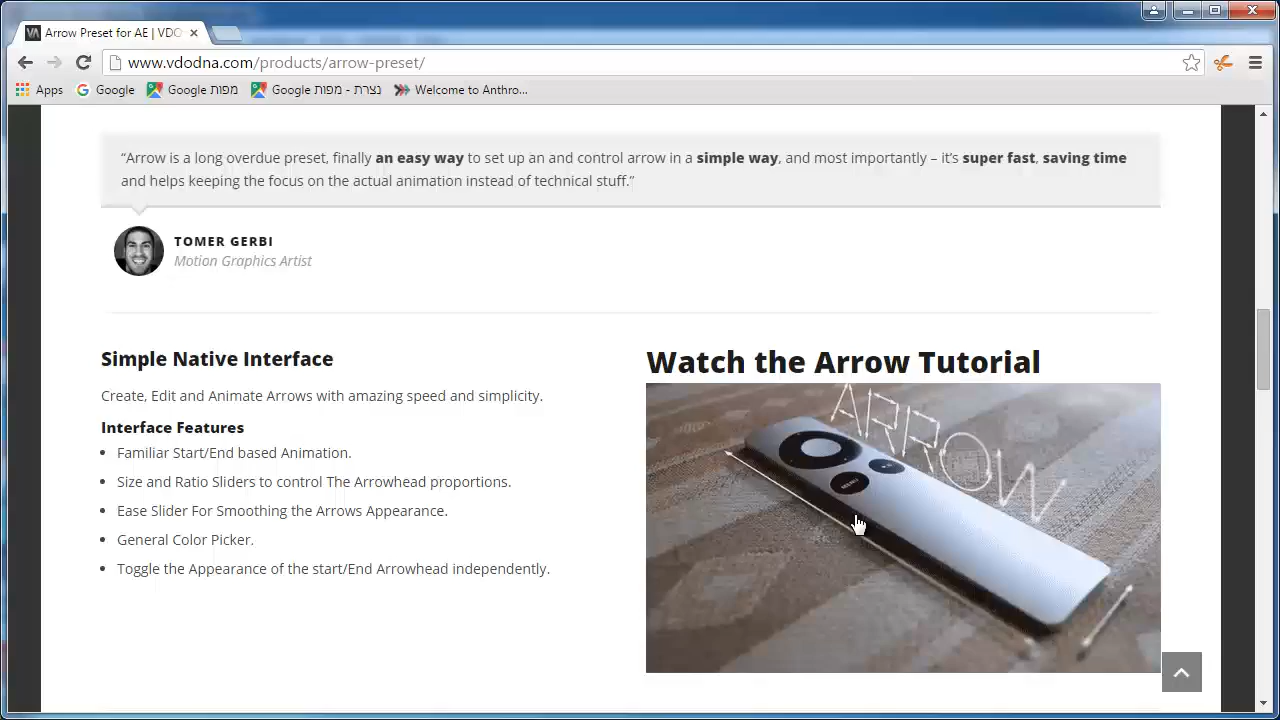 Arrow Preset for AE | VDO
www.vdodna.com/products/arrow-preset/
Apps
Google
Google מפות
Google מפות - נצרת
Welcome to Anthro...
“Arrow is a long overdue preset, finally an easy way to set up an and control arrow in a simple way, and most importantly – it’s super fast, saving time
and helps keeping the focus on the actual animation instead of technical stuff.”
TOMER GERBI
Motion Graphics Artist
Simple Native Interface
Create, Edit and Animate Arrows with amazing speed and simplicity.
Interface Features
Familiar Start/End based Animation.
Size and Ratio Sliders to control The Arrowhead proportions.
Ease Slider For Smoothing the Arrows Appearance.
General Color Picker.
Toggle the Appearance of the start/End Arrowhead independently.
Watch the Arrow Tutorial
ARROW
MENU